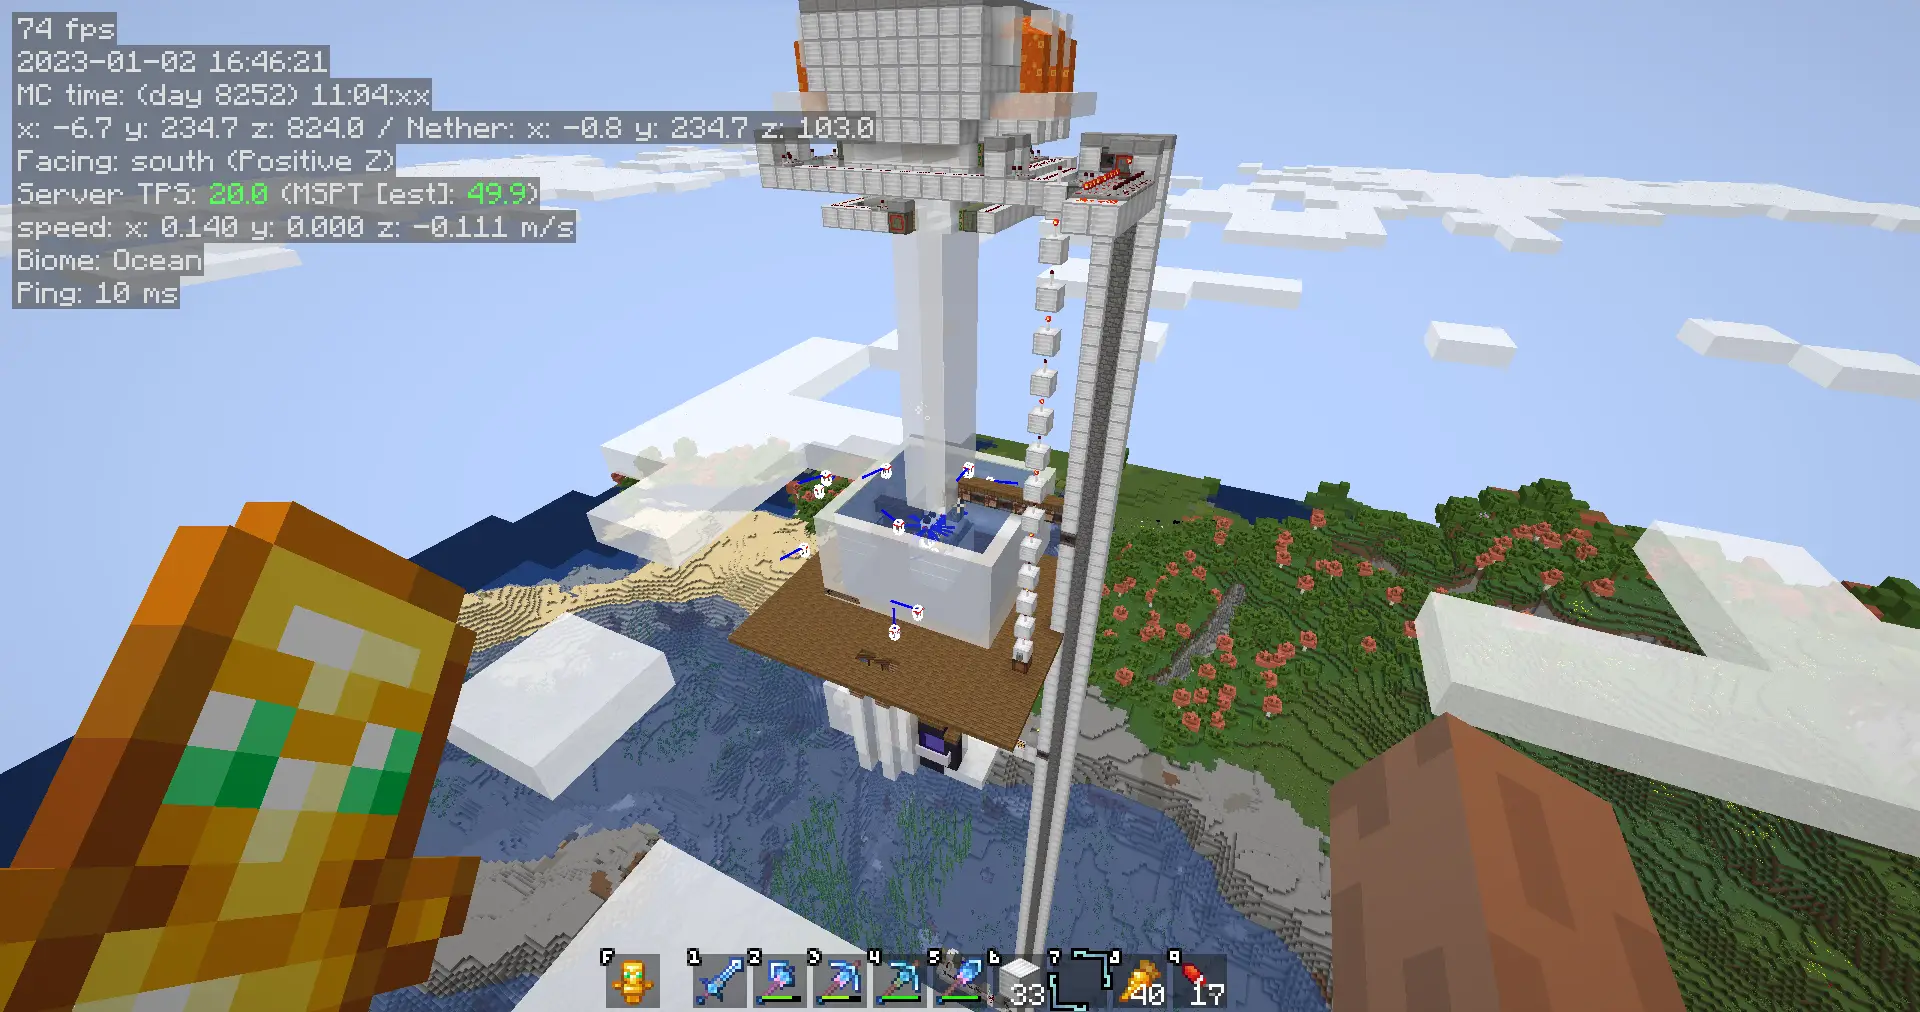 74 fps
2023-01-02 16:46:21
MC time: (day 8252) 11:04:xx
x: -6.7 y: 234.7 z: 824.0 / Nether: x: -0.8 y: 234.7 z: 103.0
Facing: south (Positive Z)
Server TPS: 20.0 (MSPT [est]: 49.9)
speed: x: 0.140 y: 0.000 z: -0.111 m/s
Biome: Ocean
Ping: 10 ms
F 1 2 3 4 5 6 7 8 9
33 40 17